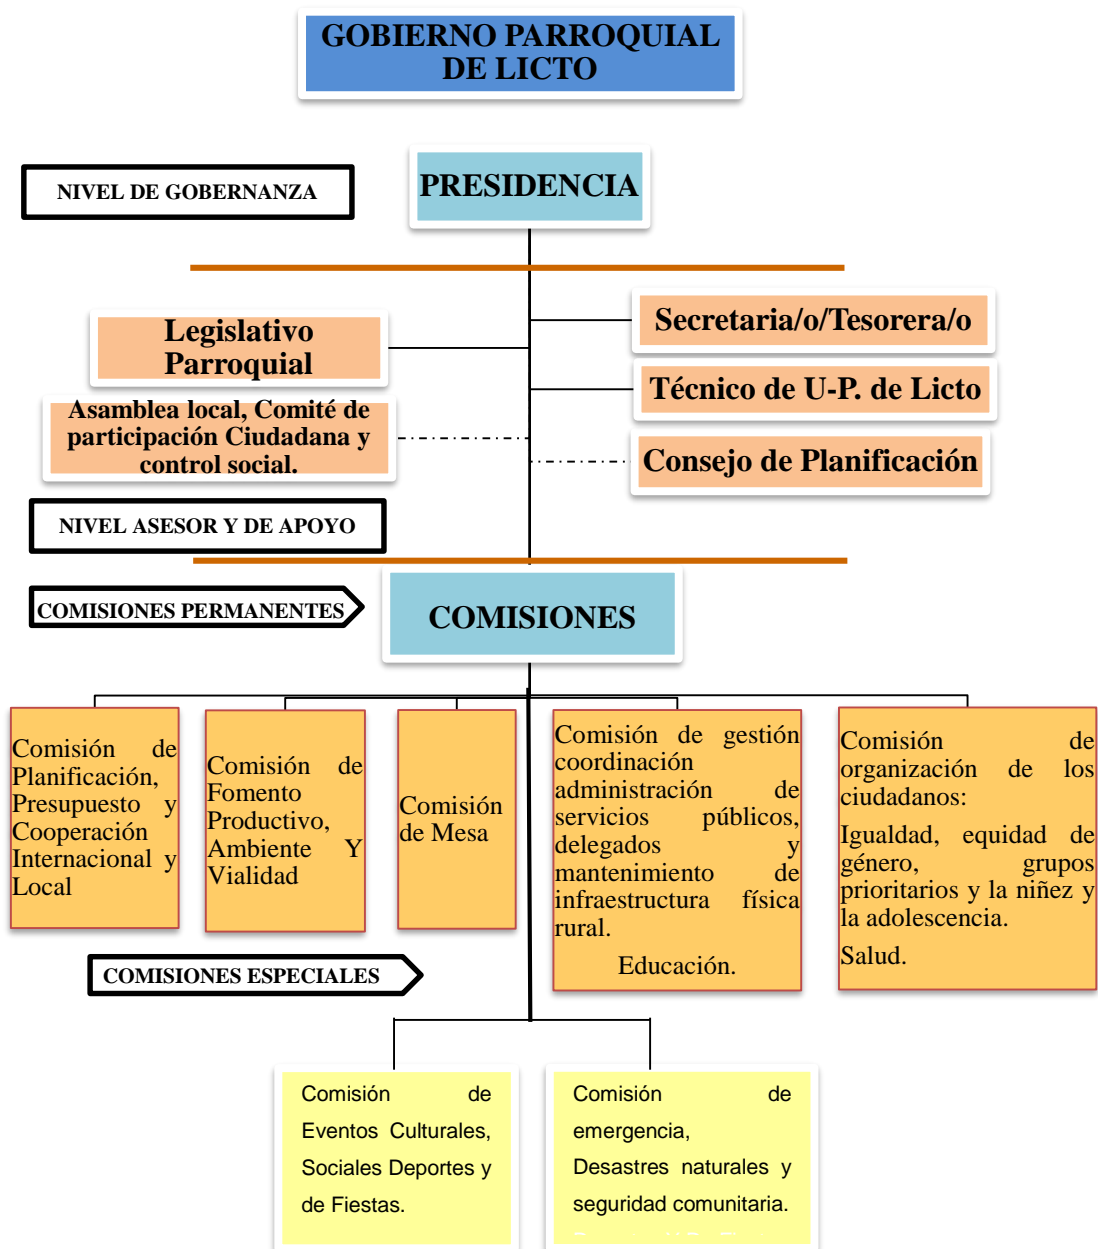 GOBIERNO PARROQUIAL
DE LICTO
NIVEL DE GOBERNANZA
PRESIDENCIA
Legislativo
Parroquial
Secretaria/o/Tesorera/o
Técnico de U-P. de Licto
Asamblea local, Comité de
participación Ciudadana y
control social.
Consejo de Planificación
NIVEL ASESOR Y DE APOYO
COMISIONES PERMANENTES
COMISIONES
Comisión de
Planificación,
Presupuesto y
Cooperación
Internacional y
Local
Comisión de
Fomento
Productivo,
Ambiente Y
Vialidad
Comisión
de Mesa
Comisión de gestión
coordinación
administración de
servicios públicos,
delegados y
mantenimiento de
infraestructura física
rural.
Educación.
Comisión de
organización de los
ciudadanos:
Igualdad, equidad de
género, grupos
prioritarios y la niñez y
la adolescencia.
Salud.
COMISIONES ESPECIALES
Comisión de
Eventos Culturales,
Sociales Deportes y
de Fiestas.
Comisión de
emergencia,
Desastres naturales y
seguridad comunitaria.